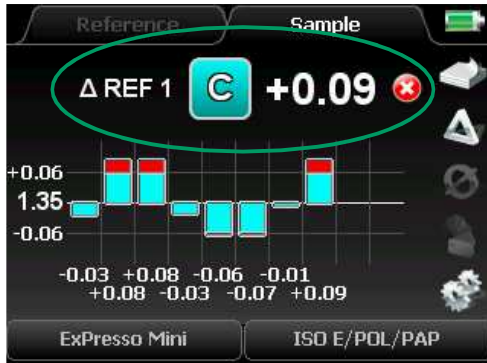 Reference Sample
Δ REF 1 C +0.09
+0.06
1.35
-0.06
-0.03 +0.08 -0.06 -0.01
+0.08 -0.03 -0.07 +0.09
ExPresso Mini ISO E/POL/PAP